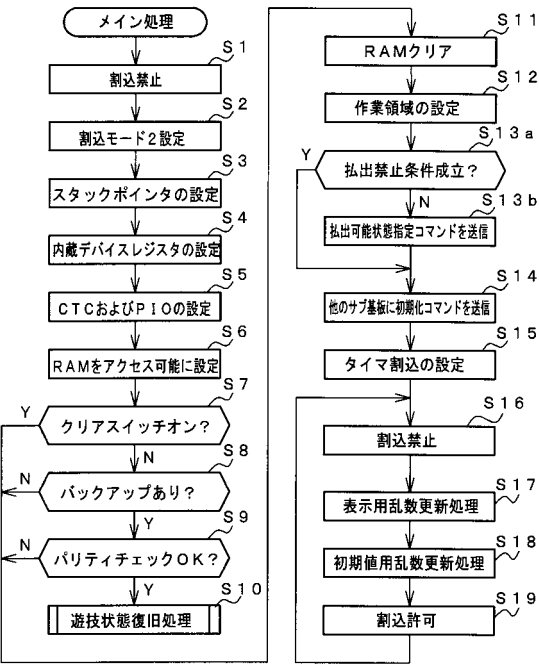 メイン処理
S1
割込禁止
S2
割込モード2設定
S3
スタックポインタの設定
S4
内蔵デバイスレジスタの設定
S5
CTCおよびPIOの設定
S6
RAMをアクセス可能に設定
S7
Y
クリアスイッチオン?
N
S8
N
バックアップあり?
Y
S9
N
パリティチェックOK?
Y
S10
遊技状態復旧処理
S11
RAMクリア
S12
作業領域の設定
S13a
Y
払出禁止条件成立?
N
S13b
払出可能状態指定コマンドを送信
S14
他のサブ基板に初期化コマンドを送信
S15
タイマ割込の設定
S16
割込禁止
S17
表示用乱数更新処理
S18
初期値用乱数更新処理
S19
割込許可